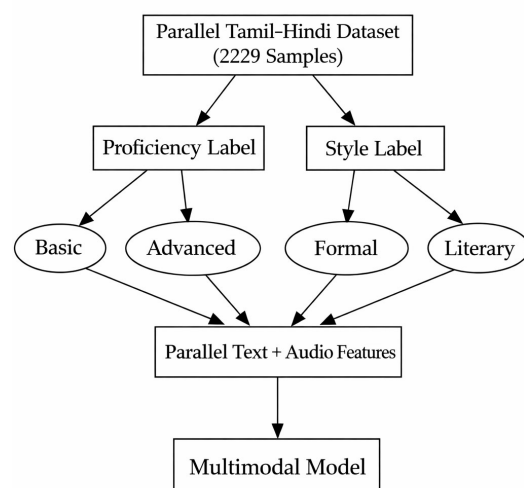 Parallel Tamil–Hindi Dataset
(2229 Samples)
Proficiency Label
Style Label
Basic
Advanced
Formal
Literary
Parallel Text + Audio Features
Multimodal Model